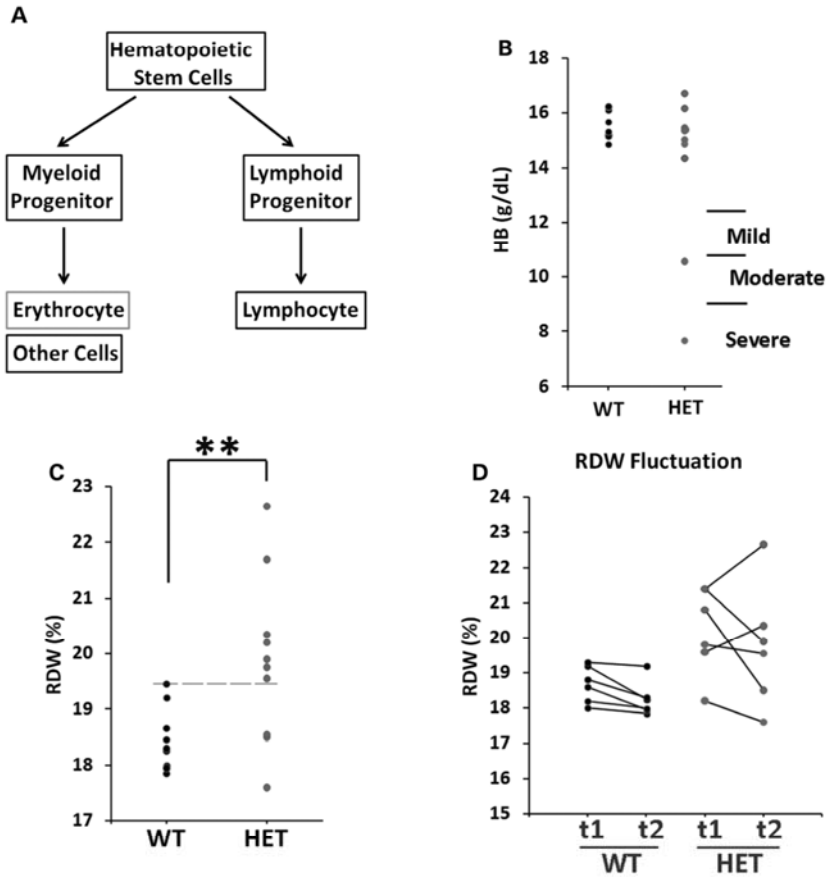 A
Hematopoietic
Stem Cells
Myeloid
Progenitor
Lymphoid
Progenitor
Erythrocyte
Lymphocyte
Other Cells
B
HB (g/dL)
18
16
14
12
10
8
6
Mild
Moderate
Severe
WT HET
C
**
RDW (%)
23
22
21
20
19
18
17
WT HET
D
RDW Fluctuation
RDW (%)
24
23
22
21
20
19
18
17
16
15
t1 t2 t1 t2
WT HET